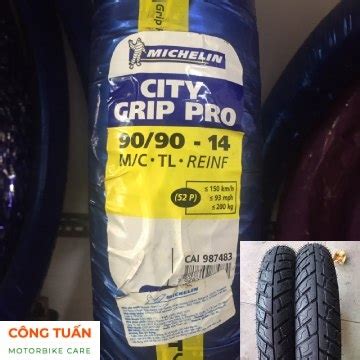 MICHELIN
CITY
GRIP PRO
90/90 - 14
M/C • TL • REINF
(52 P)
≤ 150 km/h
≤ 93 mph
≤ 200 kg
CAI 987483
MICHELIN
CÔNG TUẤN
MOTORBIKE CARE